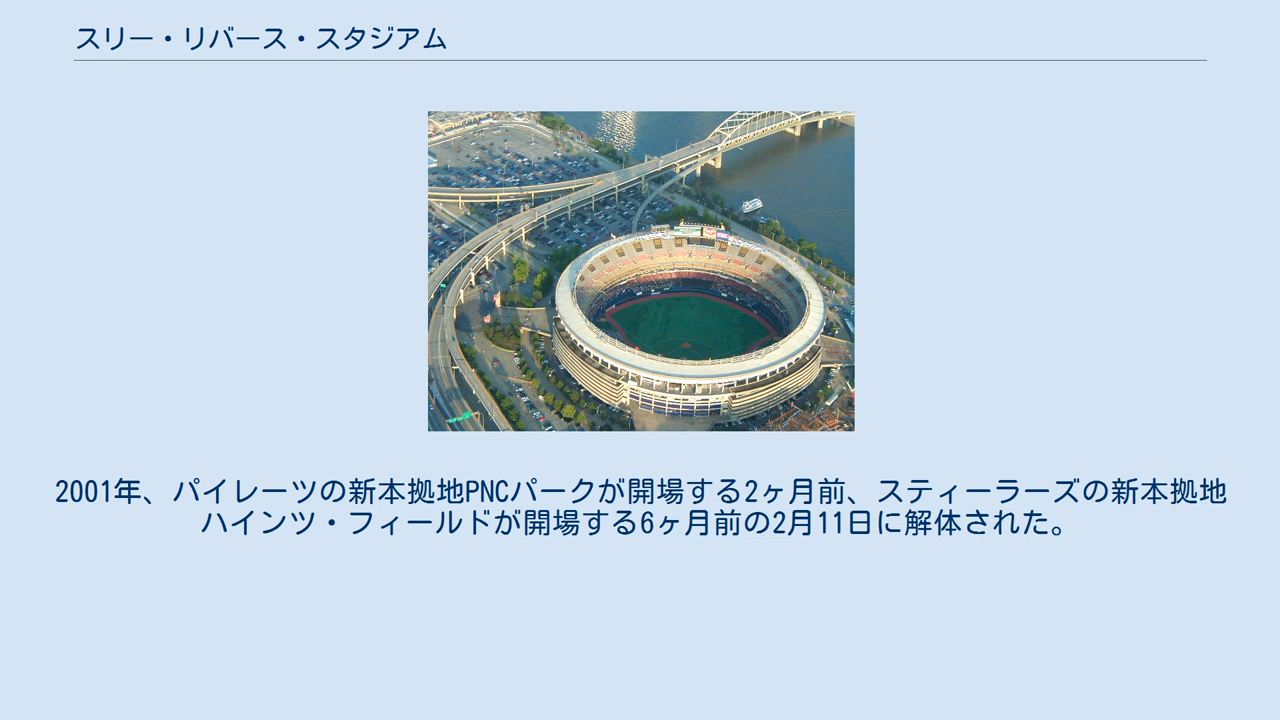 スリー・リバース・スタジアム
2001年、パイレーツの新本拠地PNCパークが開場する2ヶ月前、スティーラーズの新本拠地
ハインツ・フィールドが開場する6ヶ月前の2月11日に解体された。